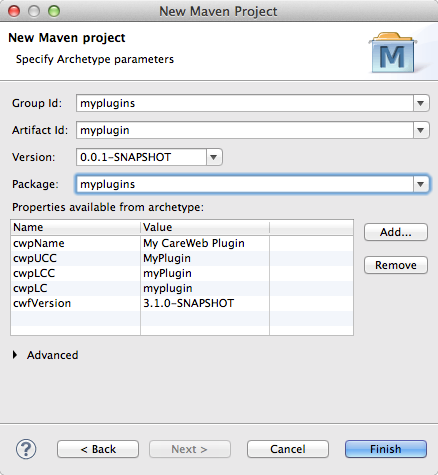 New Maven Project
New Maven project
Specify Archetype parameters
M
Group Id: myplugins
Artifact Id: myplugin
Version: 0.0.1-SNAPSHOT
Package: myplugins
Properties available from archetype:
Name Value
cwpName My CareWeb Plugin
cwpUCC MyPlugin
cwpLCC myPlugin
cwpLC myplugin
cwfVersion 3.1.0-SNAPSHOT
Add...
Remove
Advanced
? < Back Next > Cancel Finish